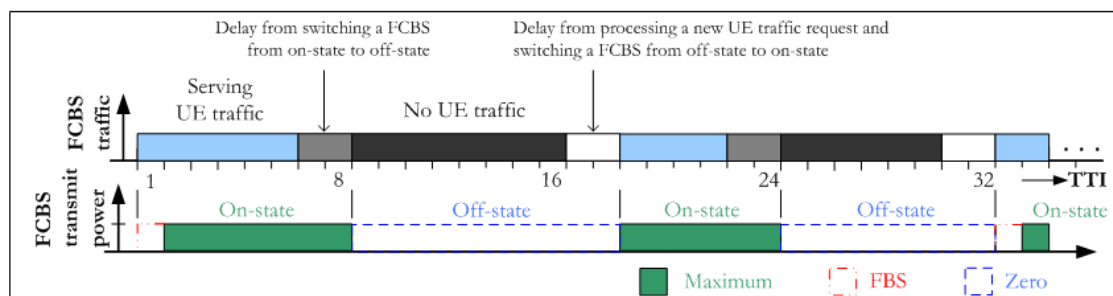 Delay from switching a FCBS
from on-state to off-state
Delay from processing a new UE traffic request and
switching a FCBS from off-state to on-state
Serving
UE traffic
No UE traffic
FCBS
traffic
1
8
16
24
32
. . .
TTI
FCBS
transmit
power
On-state
Off-state
On-state
Off-state
On-state
Maximum
FBS
Zero